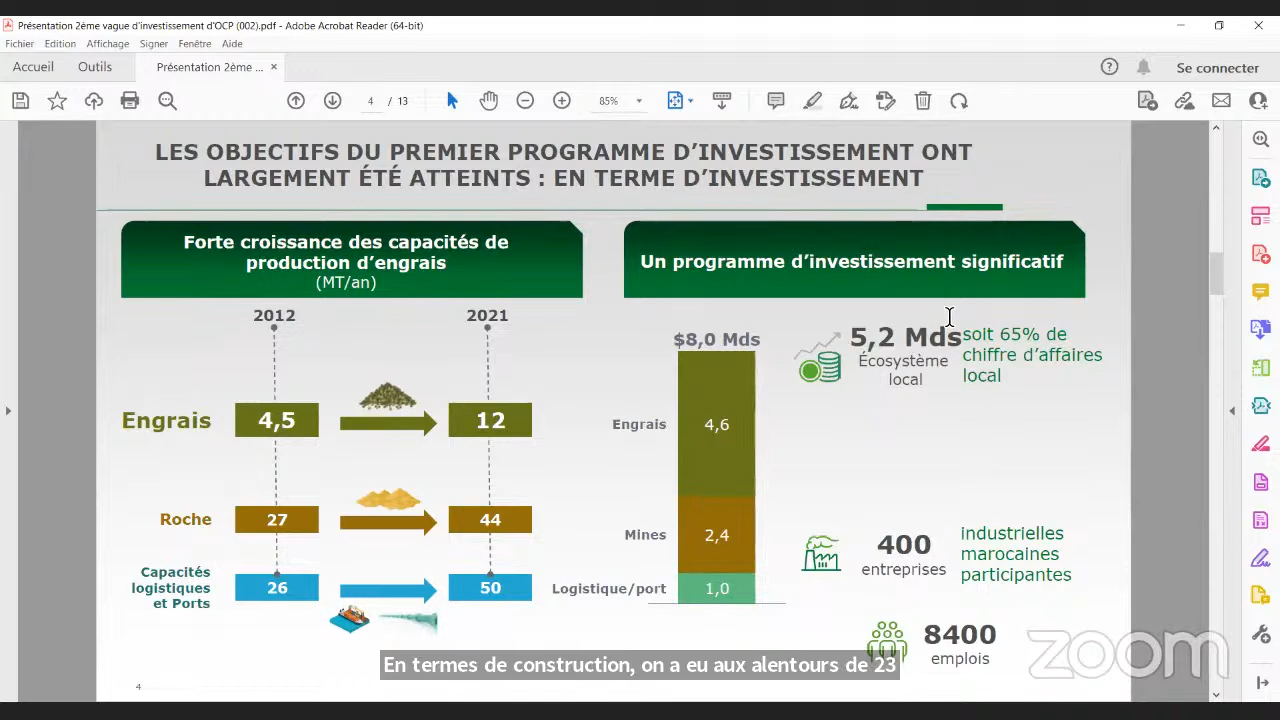 Présentation 2éme vague d'investissement d'OCP (002).pdf - Adobe Acrobat Reader (64-bit)
Fichier Edition Affichage Signer Fenêtre Aide
Accueil Outils Présentation 2ème ... × Se connecter
4 / 13 85%
LES OBJECTIFS DU PREMIER PROGRAMME D'INVESTISSEMENT ONT
LARGEMENT ÉTÉ ATTEINTS : EN TERME D'INVESTISSEMENT
Forte croissance des capacités de
production d'engrais
(MT/an)
2012 2021
Engrais 4,5 12
Roche 27 44
Capacités
logistiques
et Ports
26 50
Un programme d'investissement significatif
$8,0 Mds
Engrais 4,6
Mines 2,4
Logistique/port 1,0
5,2 Mds
Écosystème
local
soit 65% de
chiffre d'affaires
local
400
entreprises
industrielles
marocaines
participantes
8400
emplois
En termes de construction, on a eu aux alentours de 23
zoom
4